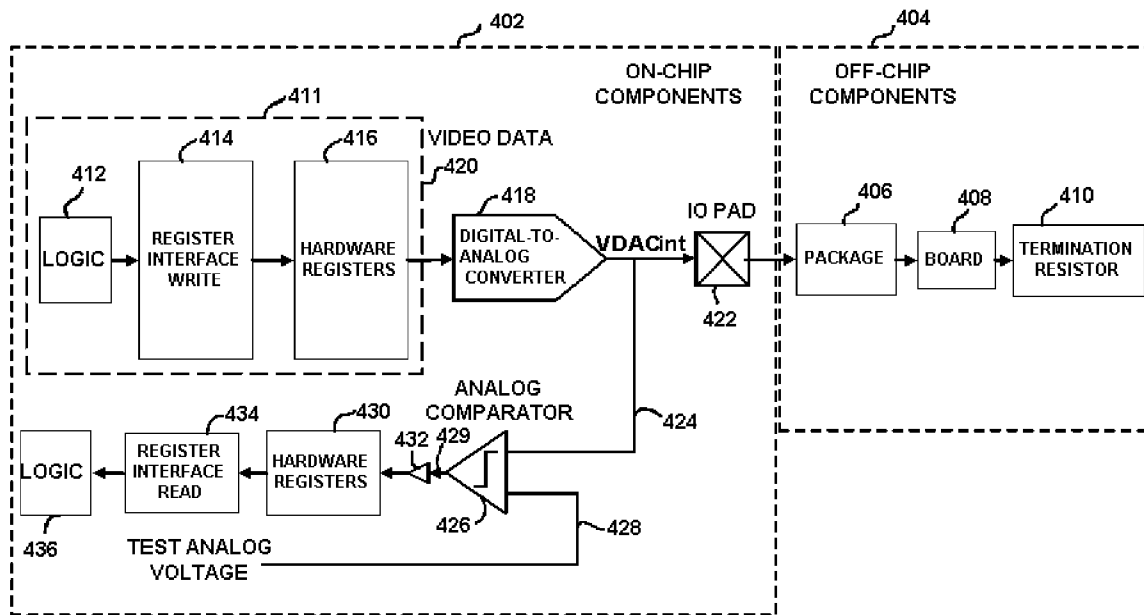 402
404
ON-CHIP
COMPONENTS
OFF-CHIP
COMPONENTS
411
414
416
VIDEO DATA
420
412
418
IO PAD
406
408
410
LOGIC
REGISTER
INTERFACE
WRITE
HARDWARE
REGISTERS
DIGITAL-TO-
ANALOG
CONVERTER
VDACint
PACKAGE
BOARD
TERMINATION
RESISTOR
422
ANALOG
COMPARATOR
424
434
430
432
429
LOGIC
REGISTER
INTERFACE
READ
HARDWARE
REGISTERS
426
428
436
TEST ANALOG
VOLTAGE